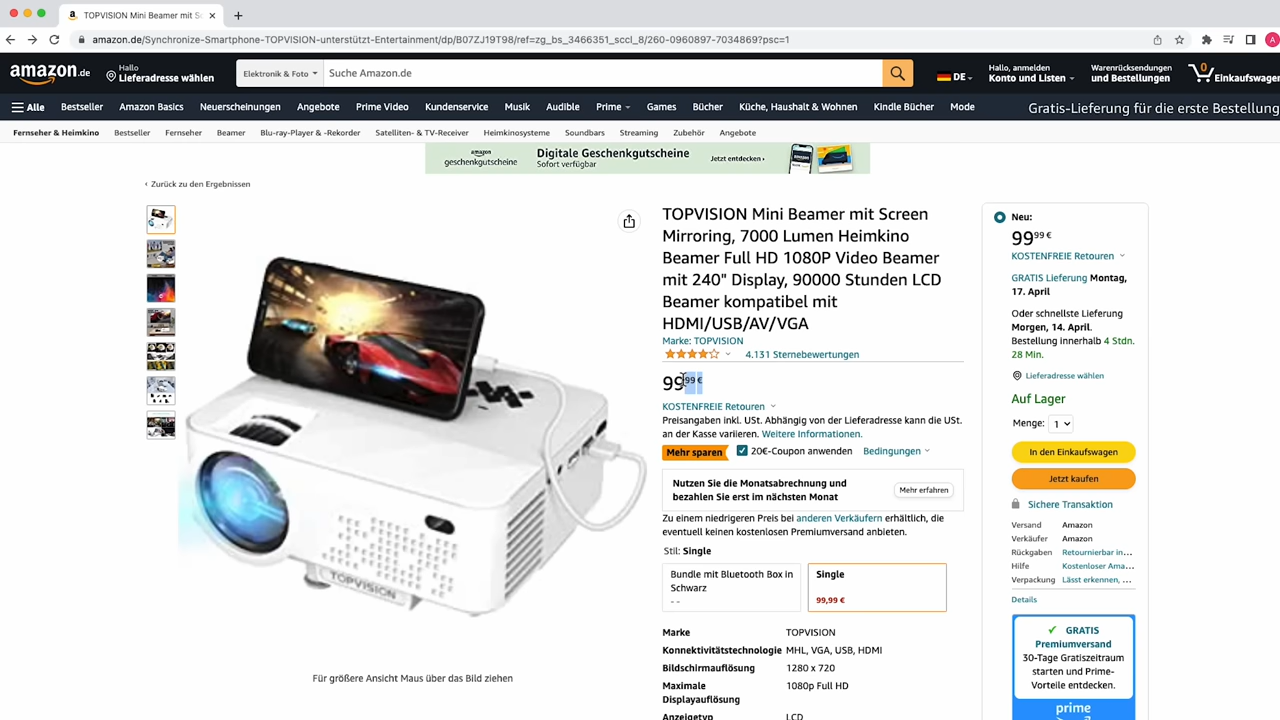 TOPVISION Mini Beamer mit Sc
amazon.de/Synchronize-Smartphone-TOPVISION-unterstützt-Entertainment/dp/B07ZJ19T98/ref=zg_bs_3466351_sccl_8/260-0960897-7034869?psc=1
A
amazon.de
Hallo
Lieferadresse wählen
Elektronik & Foto
Suche Amazon.de
DE
Hallo, anmelden
Konto und Listen
Warenrücksendungen
und Bestellungen
0
Einkaufswagen
Alle Bestseller Amazon Basics Neuerscheinungen Angebote Prime Video Kundenservice Musik Audible Prime Games Bücher Küche, Haushalt & Wohnen Kindle Bücher Mode Gratis-Lieferung für die erste Bestellung
Fernseher & Heimkino Bestseller Fernseher Beamer Blu-ray-Player & -Rekorder Satelliten- & TV-Receiver Heimkinosysteme Soundbars Streaming Zubehör Angebote
amazon
geschenkgutscheine
Digitale Geschenkgutscheine
Sofort verfügbar
Jetzt entdecken ›
‹ Zurück zu den Ergebnissen
TOPVISION
Für größere Ansicht Maus über das Bild ziehen
TOPVISION Mini Beamer mit Screen
Mirroring, 7000 Lumen Heimkino
Beamer Full HD 1080P Video Beamer
mit 240" Display, 90000 Stunden LCD
Beamer kompatibel mit
HDMI/USB/AV/VGA
Marke: TOPVISION
4.131 Sternebewertungen
99 99 €
KOSTENFREIE Retouren
Preisangaben inkl. USt. Abhängig von der Lieferadresse kann die USt.
an der Kasse variieren. Weitere Informationen.
Mehr sparen 20€-Coupon anwenden Bedingungen
Nutzen Sie die Monatsabrechnung und
bezahlen Sie erst im nächsten Monat
Mehr erfahren
Zu einem niedrigeren Preis bei anderen Verkäufern erhältlich, die
eventuell keinen kostenlosen Premiumversand anbieten.
Stil: Single
Bundle mit Bluetooth Box in
Schwarz
- -
Single
99,99 €
Marke TOPVISION
Konnektivitätstechnologie MHL, VGA, USB, HDMI
Bildschirmauflösung 1280 x 720
Maximale 1080p Full HD
Displayauflösung
Anzeigetyp LCD
Neu:
99 99 €
KOSTENFREIE Retouren
GRATIS Lieferung Montag,
17. April
Oder schnellste Lieferung
Morgen, 14. April.
Bestellung innerhalb 4 Stdn.
28 Min.
Lieferadresse wählen
Auf Lager
Menge: 1
In den Einkaufswagen
Jetzt kaufen
Sichere Transaktion
Versand Amazon
Verkäufer Amazon
Rückgaben Retournierbar in…
Hilfe Kostenloser Ama…
Verpackung Lässt erkennen, …
Details
GRATIS
Premiumversand
30-Tage Gratiszeitraum
starten und Prime-
Vorteile entdecken.
prime